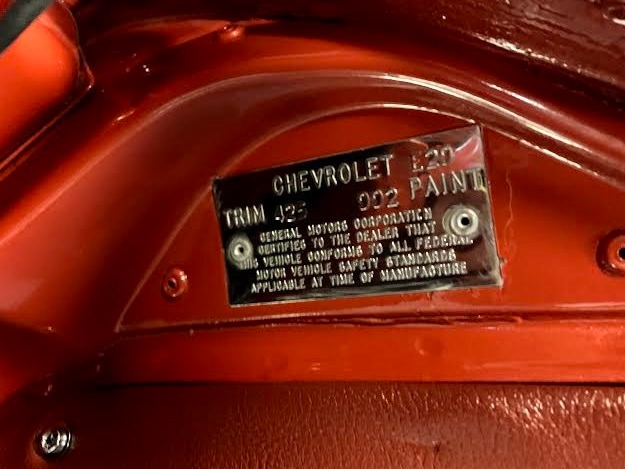 CHEVROLET E20
TRIM 425 992 PAINT
GENERAL MOTORS CORPORATION
CERTIFIES TO THE DEALER THAT
THIS VEHICLE CONFORMS TO ALL FEDERAL
MOTOR VEHICLE SAFETY STANDARDS
APPLICABLE AT TIME OF MANUFACTURE